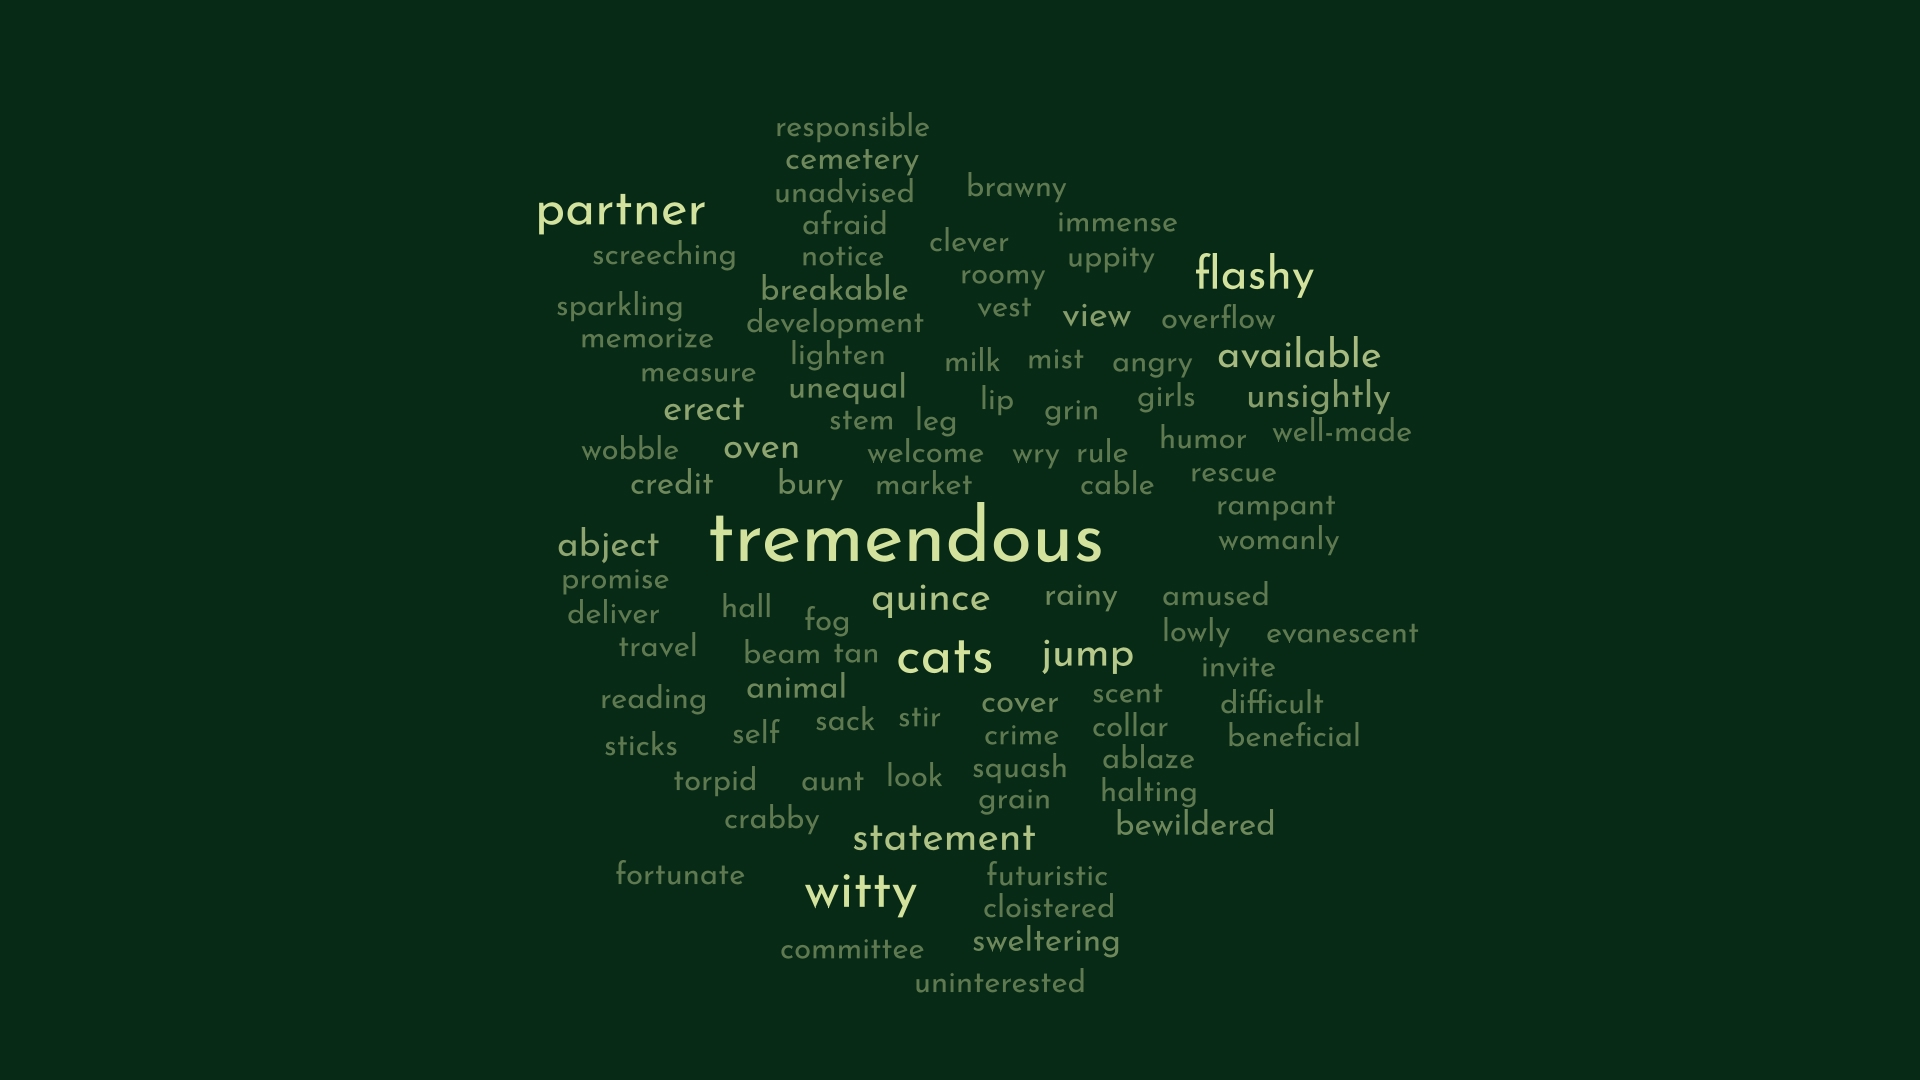 responsible
cemetery
unadvised brawny
partner afraid immense
screeching notice clever uppity
roomy flashy
sparkling breakable vest view overflow
memorize development
lighten milk mist angry available
measure unequal lip girls unsightly
erect stem leg grin well-made
wobble oven welcome wry rule humor
credit bury market cable rescue
rampant
abject tremendous womanly
promise quince rainy amused
deliver hall fog lowly evanescent
travel beam tan cats jump invite
reading animal cover scent difficult
sticks self sack stir crime collar beneficial
torpid aunt look squash ablaze
crabby grain halting
statement bewildered
fortunate witty futuristic
cloistered
committee sweltering
uninterested